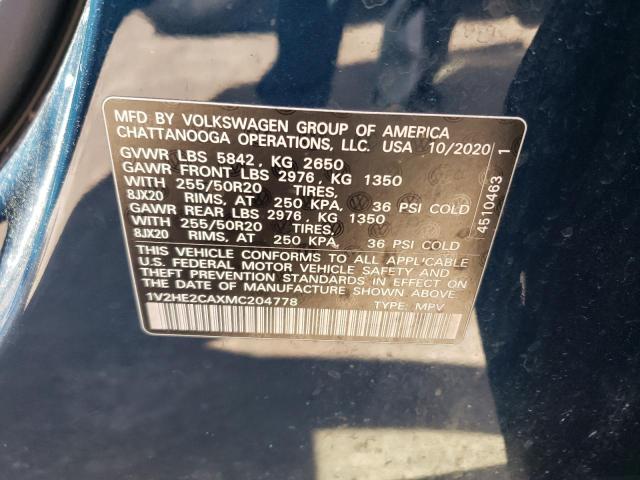 MFD BY VOLKSWAGEN GROUP OF AMERICA
CHATTANOOGA OPERATIONS, LLC. USA 10/2020
GVWR LBS 5842, KG 2650
GAWR FRONT LBS 2976, KG 1350
WITH 255/50R20 TIRES,
8JX20 RIMS, AT 250 KPA, 36 PSI COLD
GAWR REAR LBS 2976, KG 1350
WITH 255/50R20 TIRES,
8JX20 RIMS, AT 250 KPA, 36 PSI COLD
THIS VEHICLE CONFORMS TO ALL APPLICABLE
U.S. FEDERAL MOTOR VEHICLE SAFETY AND
THEFT PREVENTION STANDARDS IN EFFECT ON
THE DATE OF MANUFACTURE SHOWN ABOVE.
1V2HE2CAXMC204778 TYPE: MPV
4510463 1